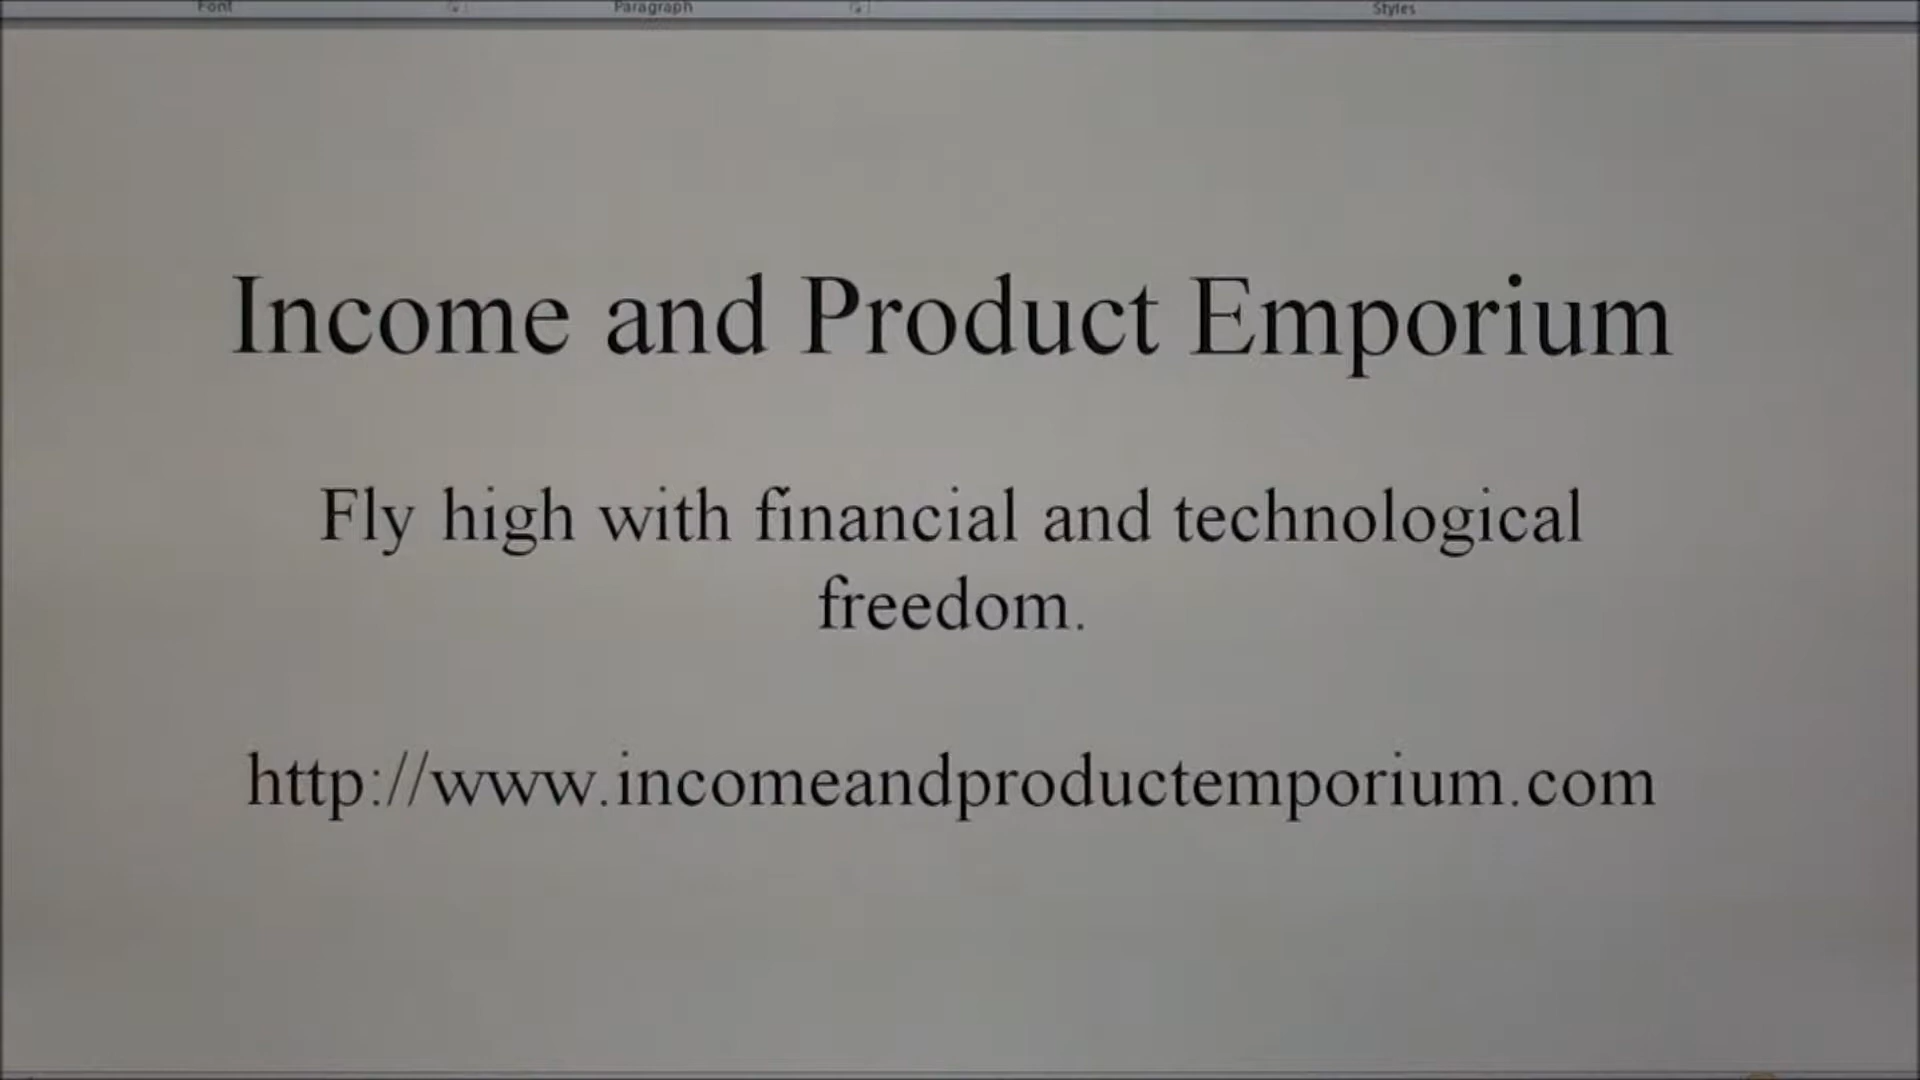 Font Paragraph Styles
Income and Product Emporium
Fly high with financial and technological
freedom.
http://www.incomeandproductemporium.com